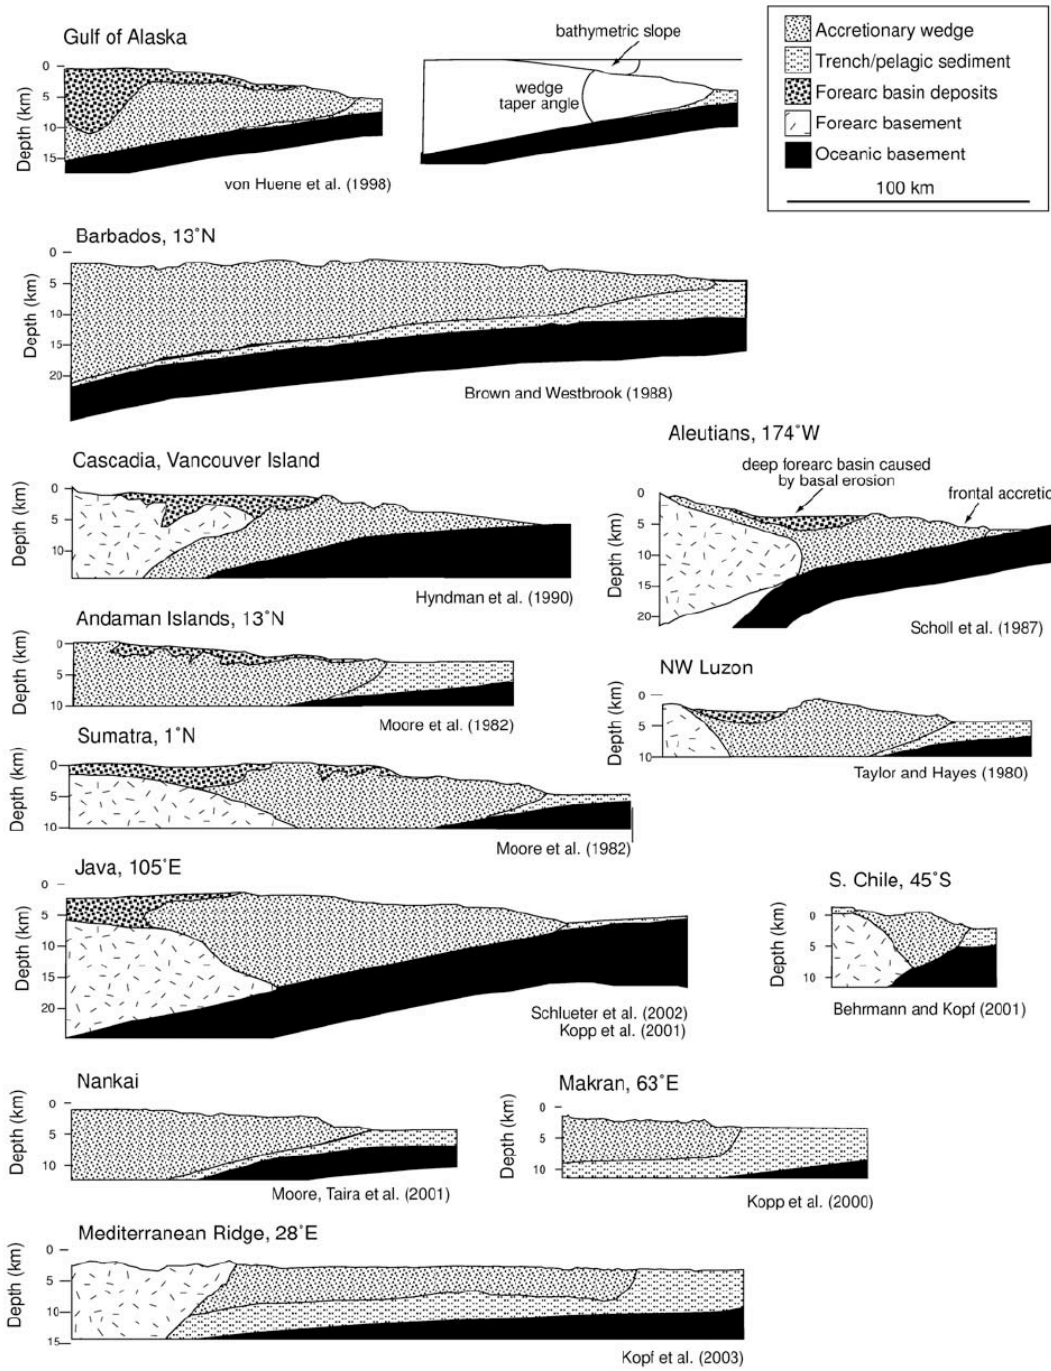 Gulf of Alaska
Depth (km)
0
5
10
15
von Huene et al. (1998)
bathymetric slope
wedge
taper angle
Accretionary wedge
Trench/pelagic sediment
Forearc basin deposits
Forearc basement
Oceanic basement
100 km
Barbados, 13°N
Depth (km)
0
5
10
15
20
Brown and Westbrook (1988)
Cascadia, Vancouver Island
Depth (km)
0
5
10
Hyndman et al. (1990)
Aleutians, 174°W
deep forearc basin caused
by basal erosion
frontal accretio
Depth (km)
0
5
10
15
20
Scholl et al. (1987)
Andaman Islands, 13°N
Depth (km)
0
5
10
Moore et al. (1982)
NW Luzon
Depth (km)
0
5
10
Taylor and Hayes (1980)
Sumatra, 1°N
Depth (km)
0
5
10
Moore et al. (1982)
Java, 105°E
Depth (km)
0
5
10
15
20
Schlueter et al. (2002)
Kopp et al. (2001)
S. Chile, 45°S
Depth (km)
0
5
10
Behrmann and Kopf (2001)
Nankai
Depth (km)
0
5
10
Moore, Taira et al. (2001)
Makran, 63°E
Depth (km)
0
5
10
Kopp et al. (2000)
Mediterranean Ridge, 28°E
Depth (km)
0
5
10
15
Kopf et al. (2003)